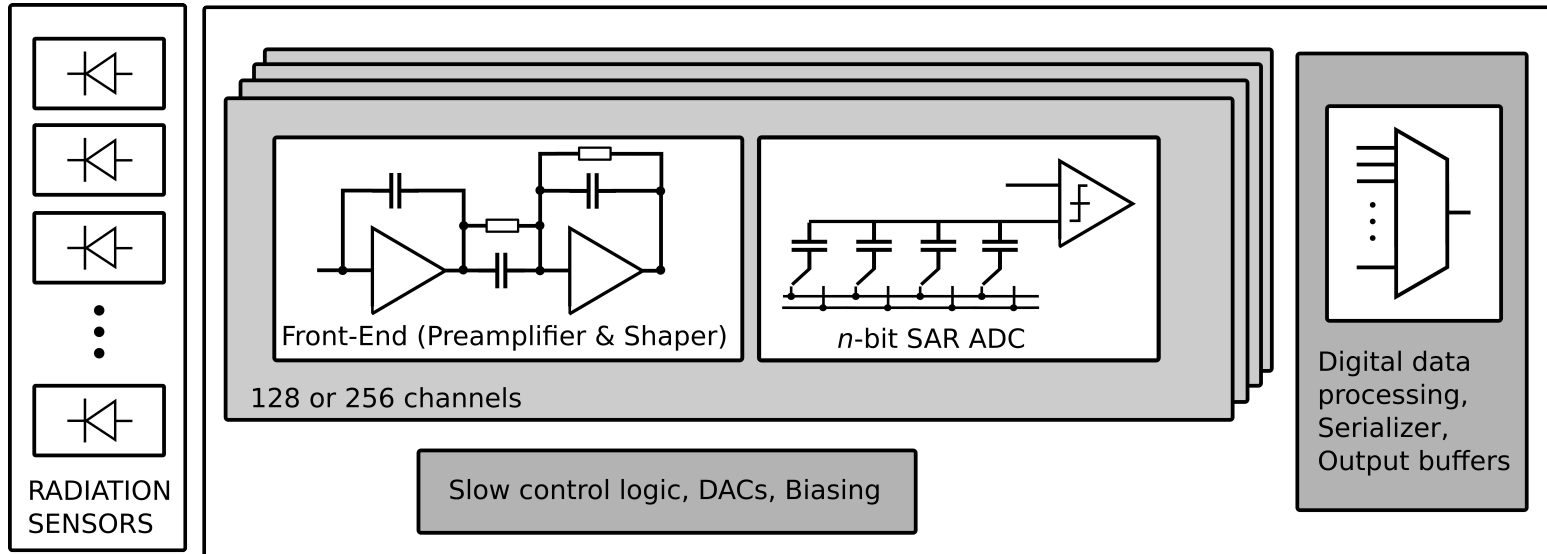 RADIATION
SENSORS
Front-End (Preamplifier & Shaper)
n-bit SAR ADC
128 or 256 channels
Slow control logic, DACs, Biasing
Digital data
processing,
Serializer,
Output buffers